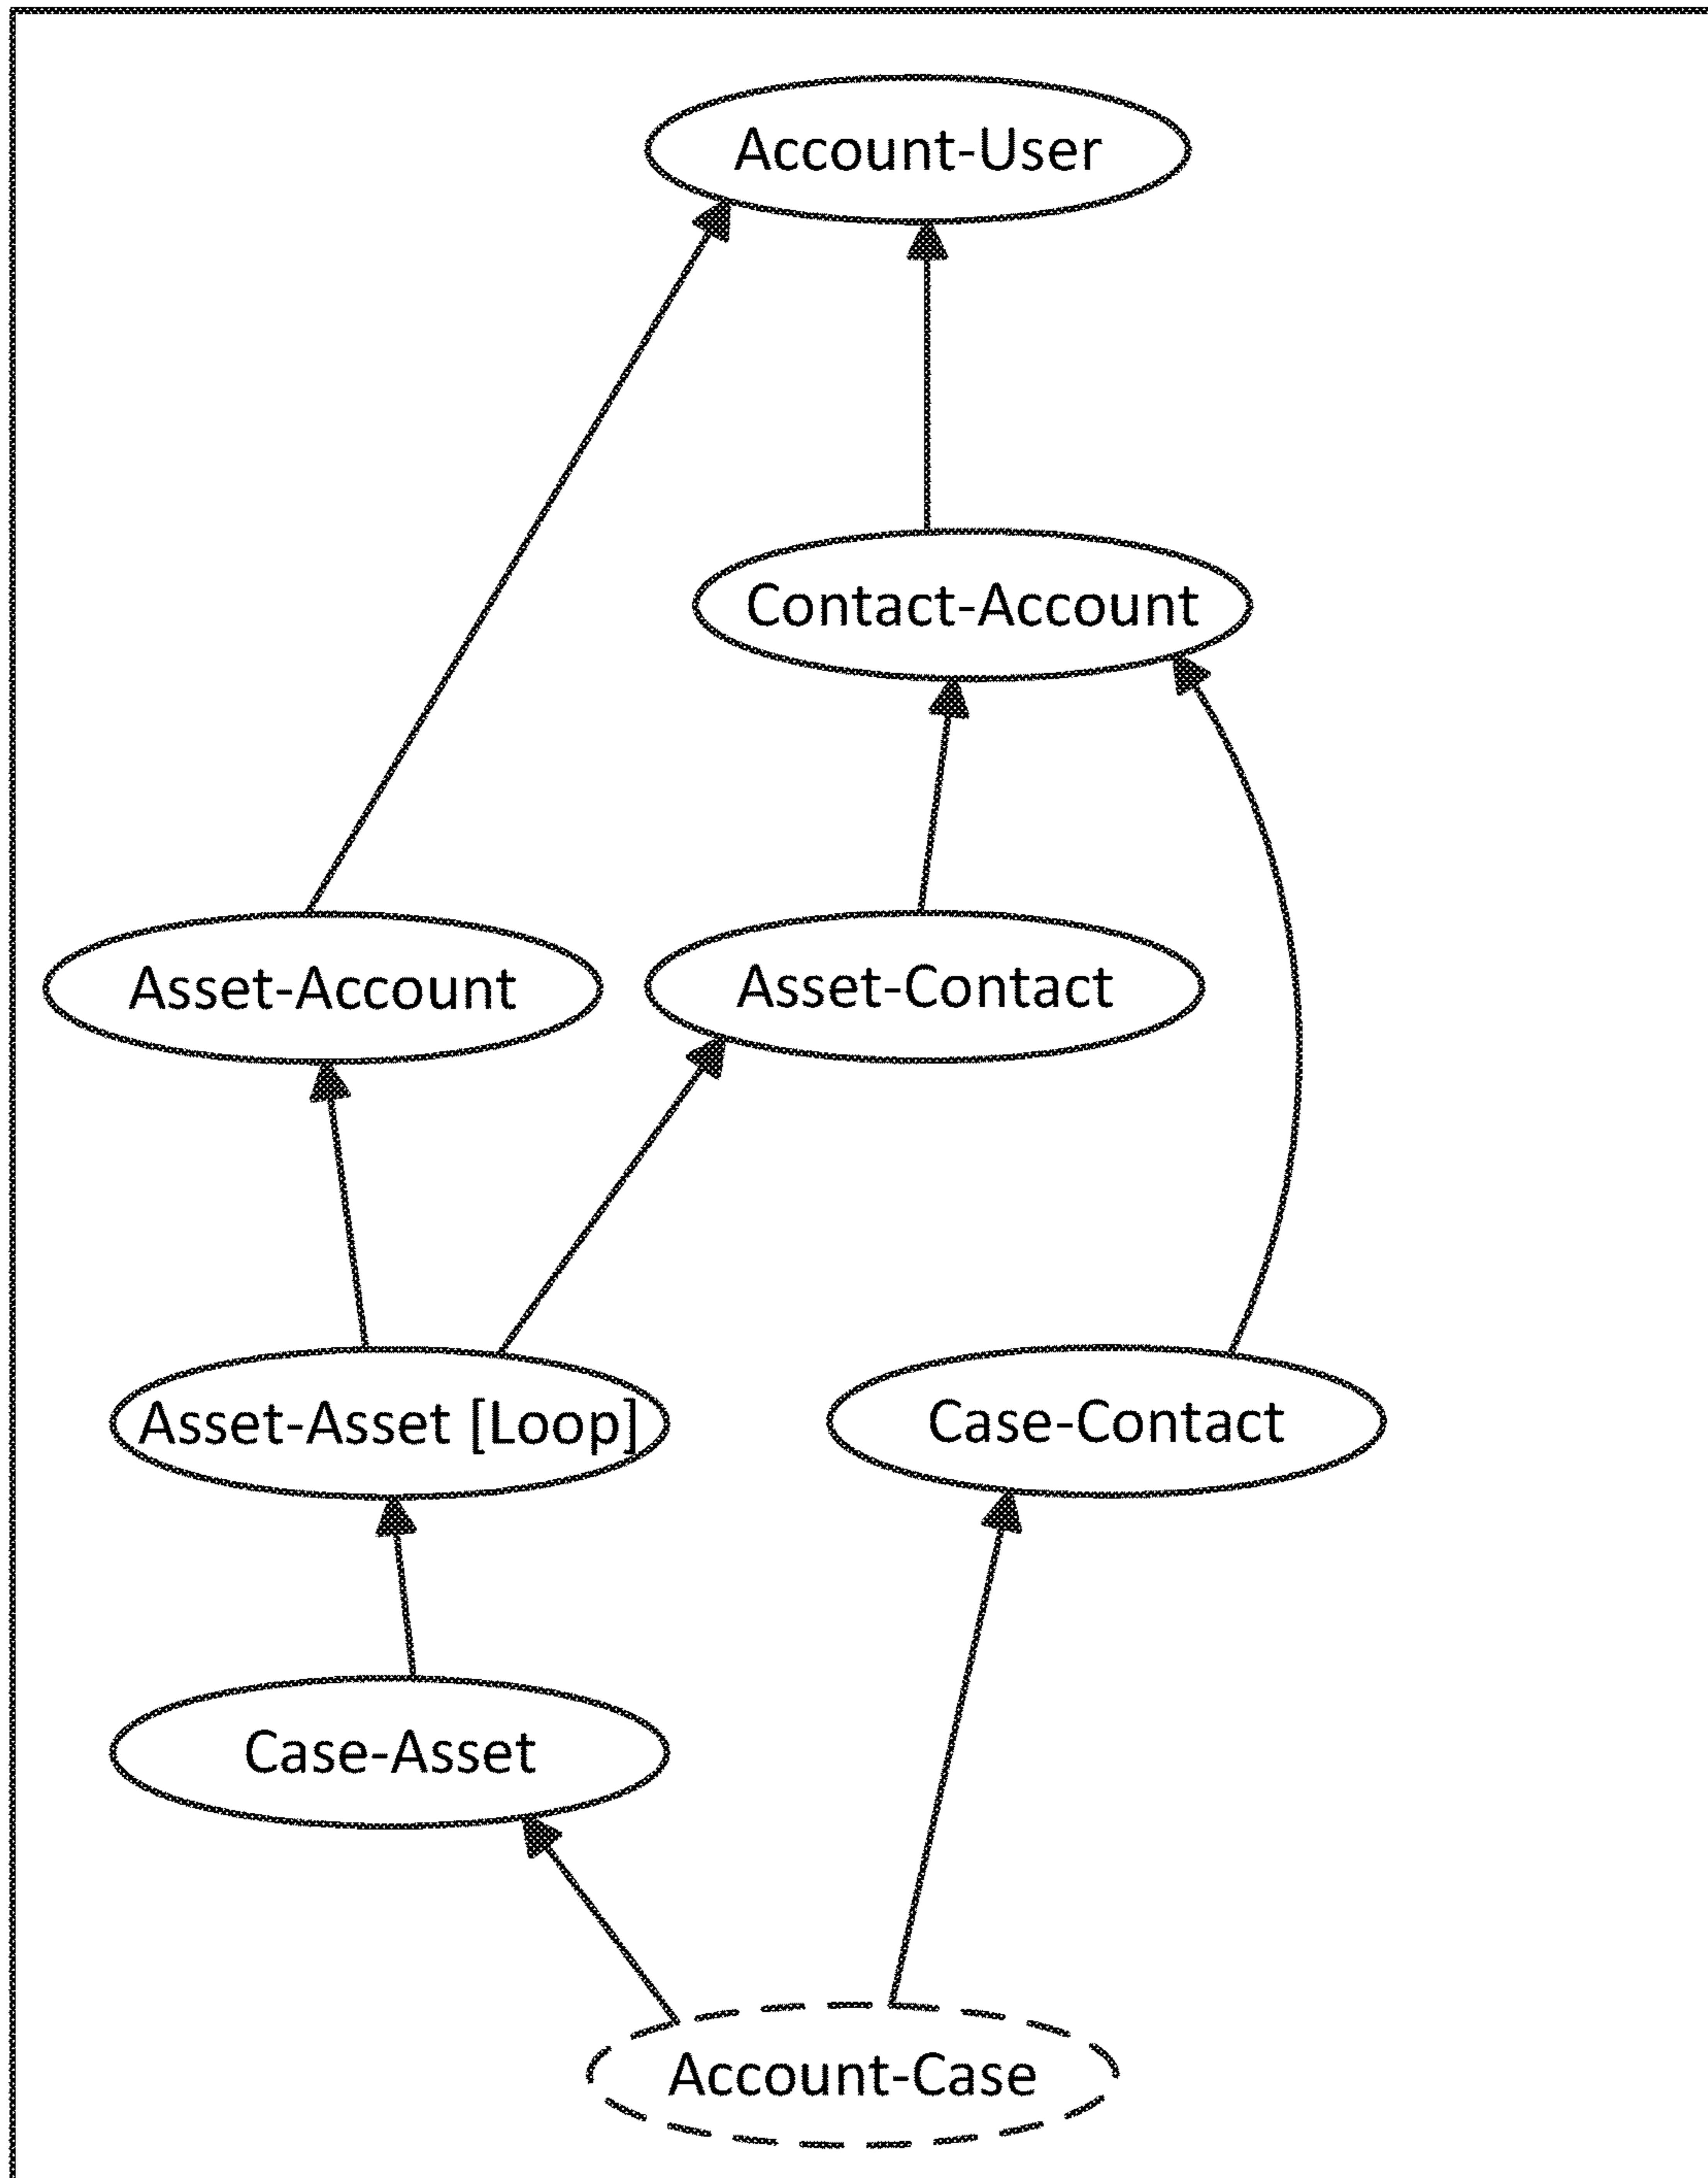 Account-User
Contact-Account
Asset-Account
Asset-Contact
Asset-Asset [Loop]
Case-Contact
Case-Asset
Account-Case